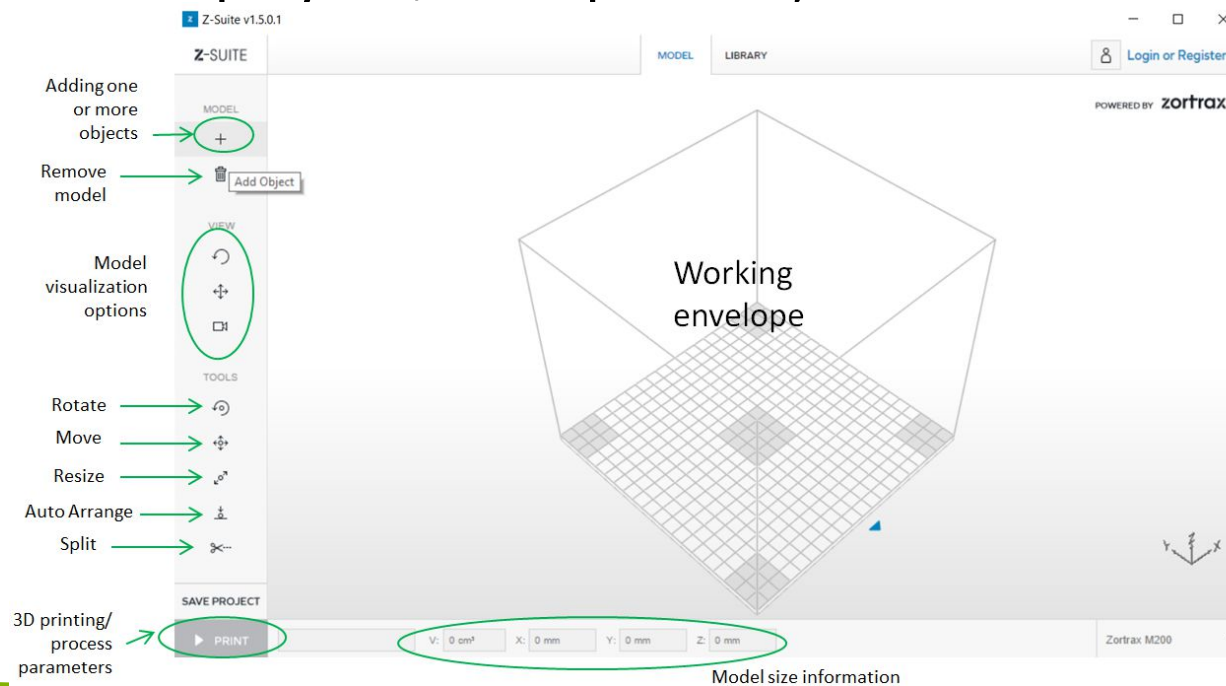 Z-Suite v1.5.0.1
Z-SUITE
MODEL
LIBRARY
Login or Register
POWERED BY zortrax
Adding one
or more
objects
MODEL
+
Remove
model
Add Object
VIEW
Model
visualization
options
Working
envelope
TOOLS
Rotate
Move
Resize
Auto Arrange
Split
Y Z X
SAVE PROJECT
3D printing/
process
parameters
PRINT
V: 0 cm³ X: 0 mm Y: 0 mm Z: 0 mm
Zortrax M200
Model size information